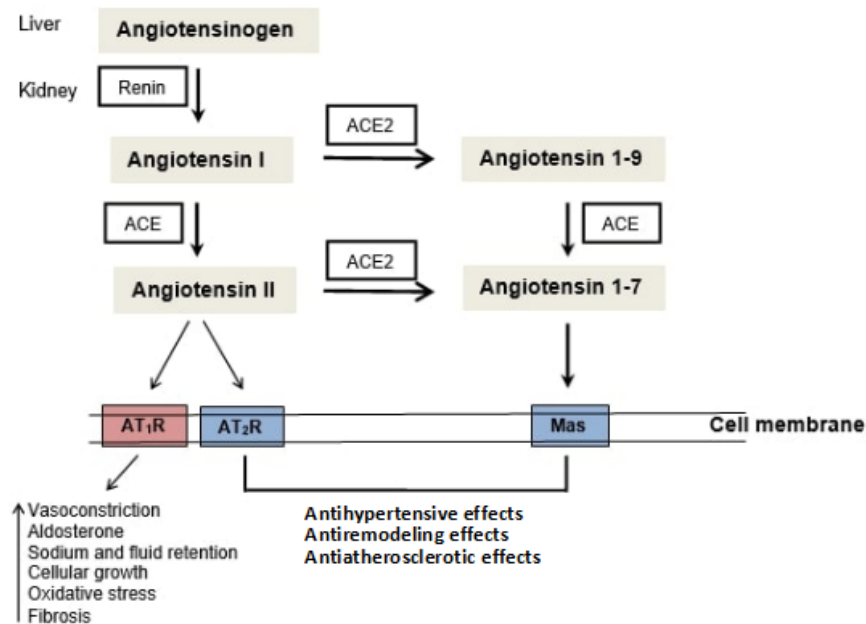 Liver
Angiotensinogen
Kidney
Renin
ACE2
Angiotensin I
Angiotensin 1-9
ACE
ACE
ACE2
Angiotensin II
Angiotensin 1-7
AT₁R
AT₂R
Mas
Cell membrane
Vasoconstriction
Aldosterone
Sodium and fluid retention
Cellular growth
Oxidative stress
Fibrosis
Antihypertensive effects
Antiremodeling effects
Antiatherosclerotic effects